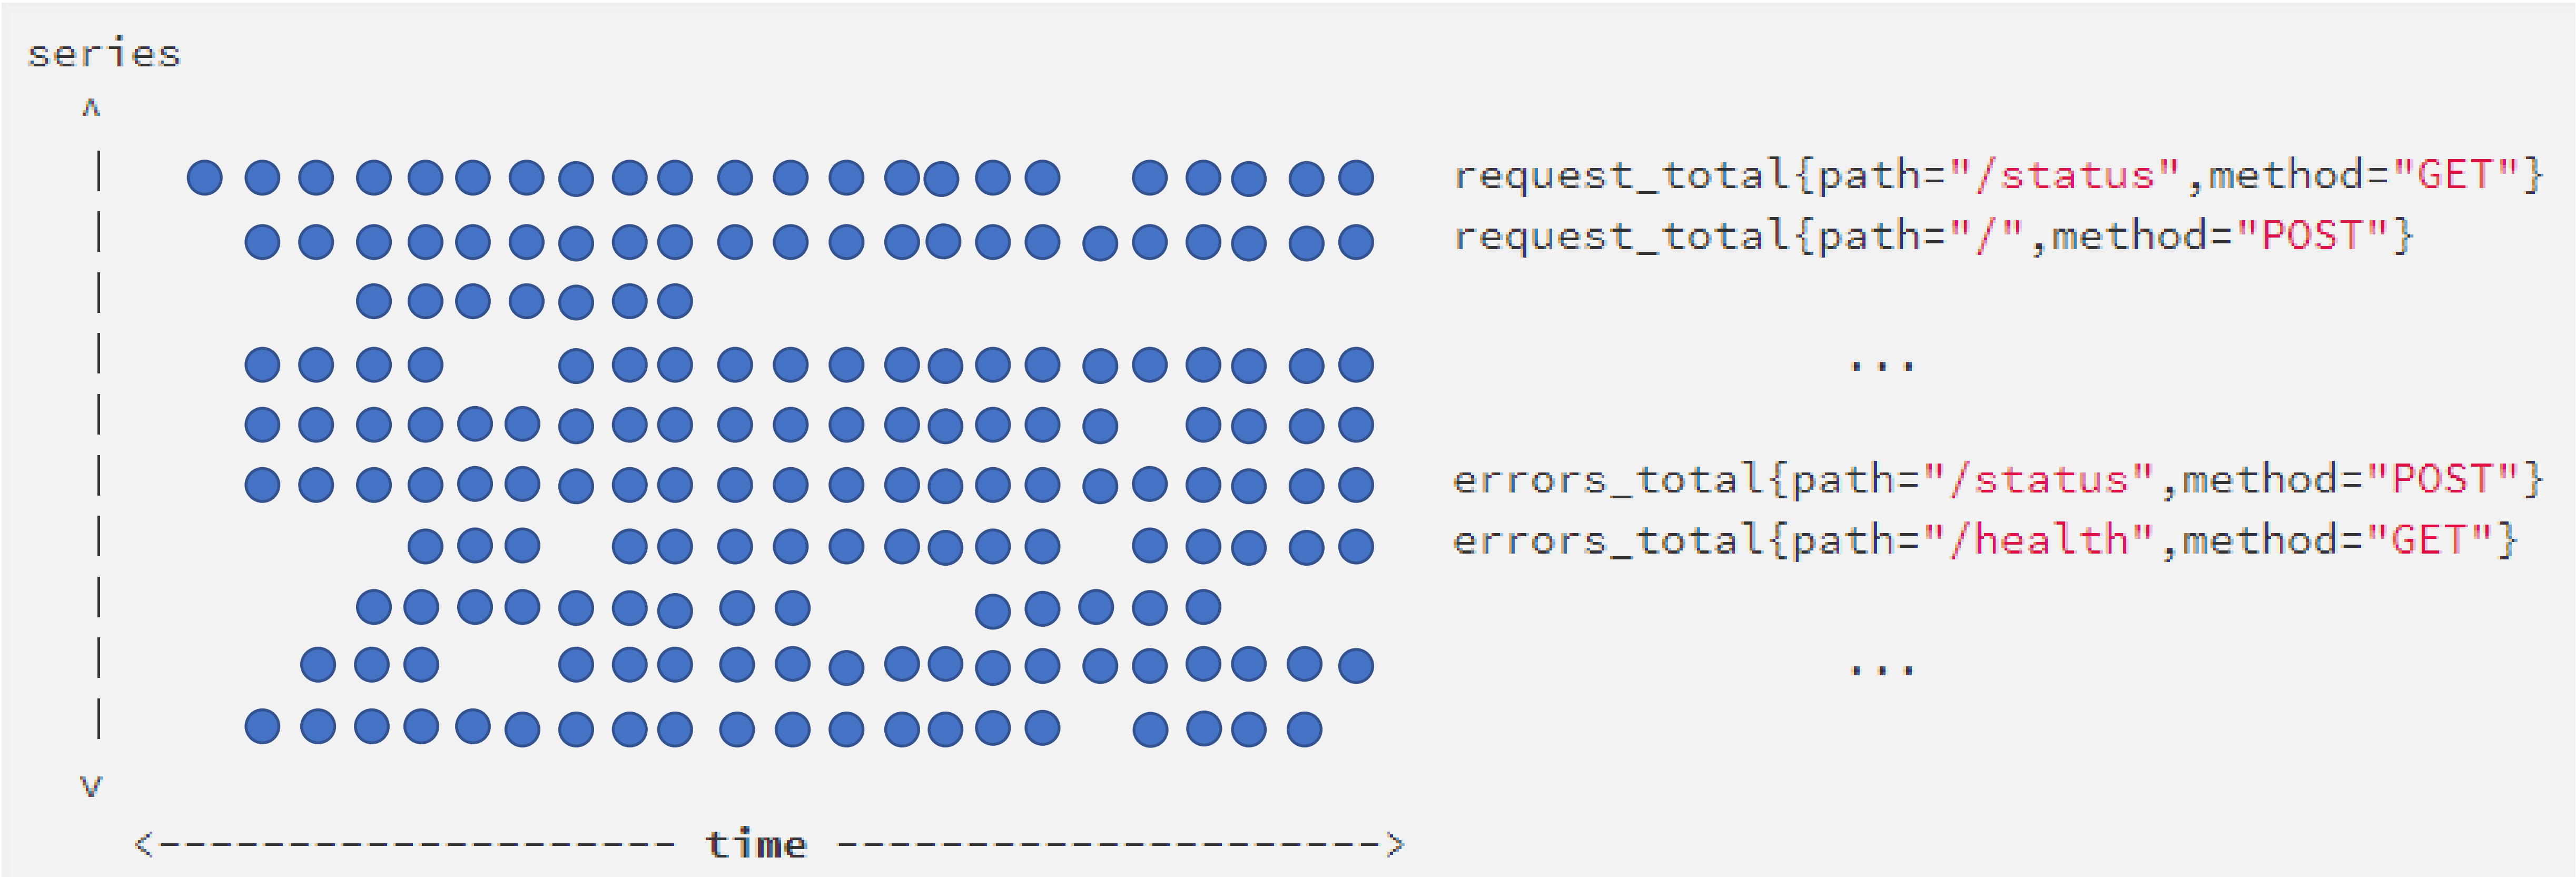 series
^
|
| request_total{path="/status",method="GET"}
| request_total{path="/",method="POST"}
|
| ...
|
| errors_total{path="/status",method="POST"}
| errors_total{path="/health",method="GET"}
|
| ...
|
v
<-------------------- time --------------------->